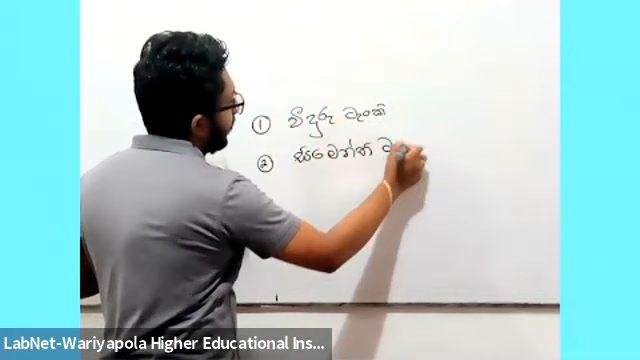 ① වීදුරු ටැංකි
② සිමෙන්ති ට
LabNet-Wariyapola Higher Educational Ins...